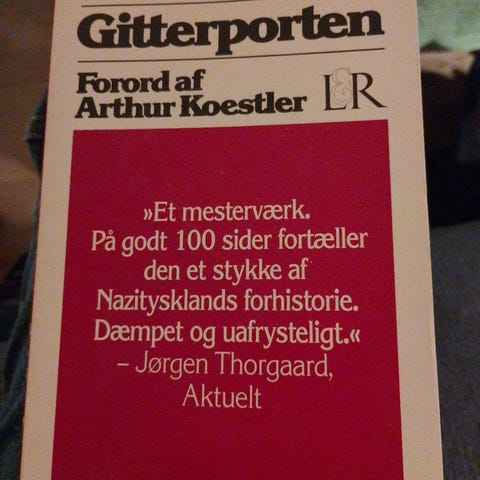 Gitterporten
Forord af
Arthur Koestler
L&R
»Et mesterværk.
På godt 100 sider fortæller
den et stykke af
Nazitysklands forhistorie.
Dæmpet og uafrysteligt.«
– Jørgen Thorgaard,
Aktuelt